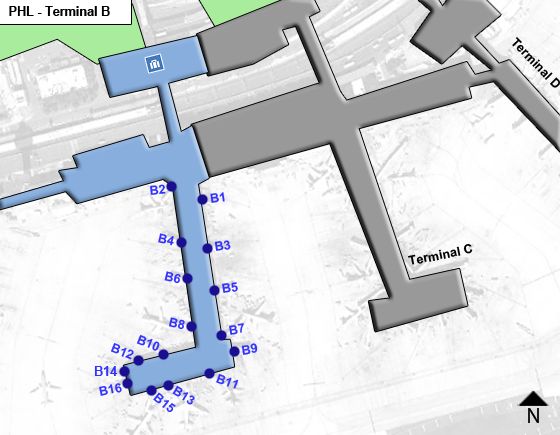 PHL - Terminal B
Terminal D
B2
B1
B4
B3
Terminal C
B6
B5
B8
B7
B10
B9
B12
B14
B11
B16
B13
B15
N